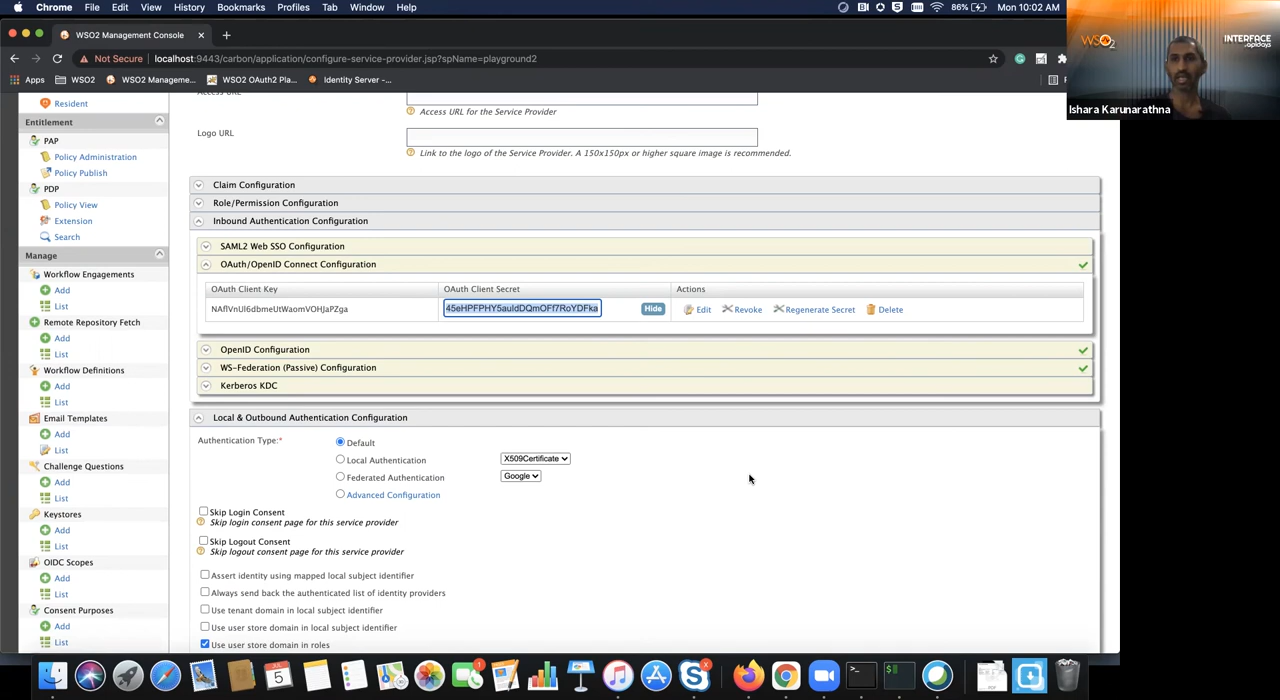 Chrome File Edit View History Bookmarks Profiles Tab Window Help 86% Mon 10:02 AM
WSO2 Management Console
Not Secure localhost:9443/carbon/application/configure-service-provider.jsp?spName=playground2
Apps WSO2 WSO2 Manageme... WSO2 OAuth2 Pla... Identity Server -...
WSO2 INTERFACE
by apidays
Ishara Karunarathna
Resident
Entitlement
PAP
Policy Administration
Policy Publish
PDP
Policy View
Extension
Search
Manage
Workflow Engagements
Add
List
Remote Repository Fetch
Add
List
Workflow Definitions
Add
List
Email Templates
Add
List
Challenge Questions
Add
List
Keystores
Add
List
OIDC Scopes
Add
List
Consent Purposes
Add
List
Access URL
Access URL for the Service Provider
Logo URL
Link to the logo of the Service Provider. A 150x150px or higher square image is recommended.
Claim Configuration
Role/Permission Configuration
Inbound Authentication Configuration
SAML2 Web SSO Configuration
OAuth/OpenID Connect Configuration
OAuth Client Key OAuth Client Secret Actions
Hide Edit Revoke Regenerate Secret Delete
OpenID Configuration
WS-Federation (Passive) Configuration
Kerberos KDC
Local & Outbound Authentication Configuration
Authentication Type:* Default
Local Authentication X509Certificate
Federated Authentication Google
Advanced Configuration
Skip Login Consent
Skip login consent page for this service provider
Skip Logout Consent
Skip logout consent page for this service provider
Assert identity using mapped local subject identifier
Always send back the authenticated list of identity providers
Use tenant domain in local subject identifier
Use user store domain in local subject identifier
Use user store domain in roles
JUL
5
1